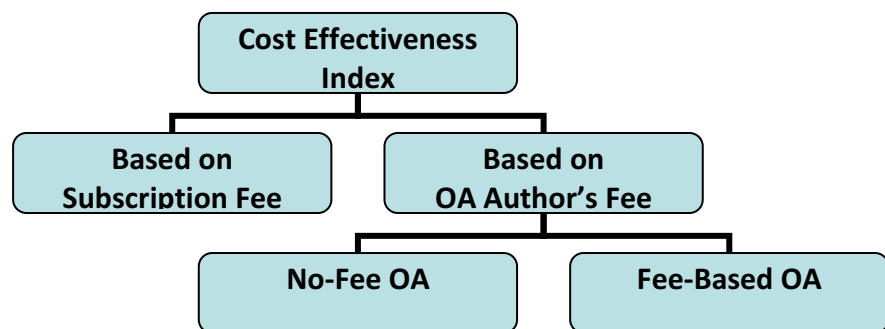 Cost Effectiveness
Index
Based on
Subscription Fee
Based on
OA Author’s Fee
No-Fee OA
Fee-Based OA